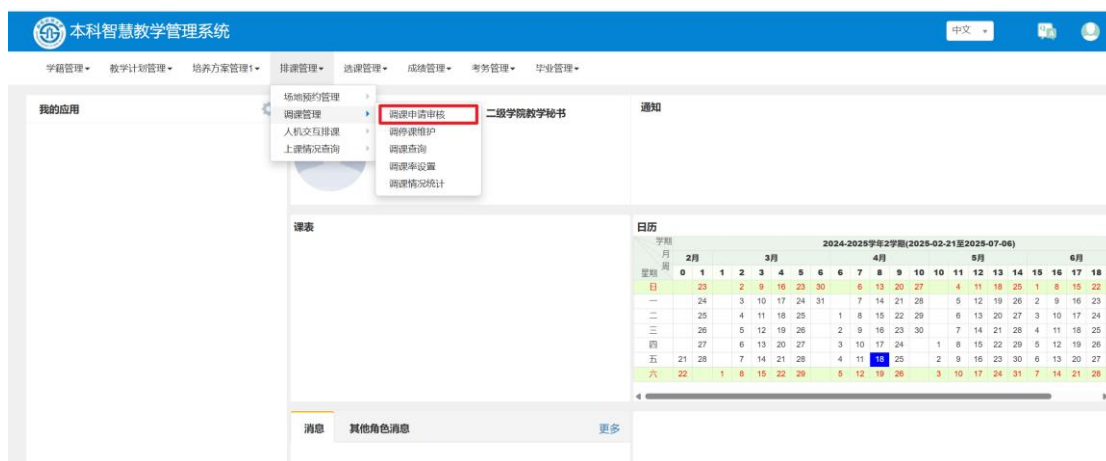 本科智慧教学管理系统
中文
学籍管理 教学计划管理 培养方案管理1 排课管理 选课管理 成绩管理 考务管理 毕业管理
我的应用
场地预约管理
调课管理
人机交互排课
上课情况查询
调课申请审核
调停课维护
调课查询
调课率设置
调课情况统计
二级学院教学秘书
通知
课表
日历
学期 2024-2025学年2学期(2025-02-21至2025-07-06)
月 2月 3月 4月 5月 6月
周
星期 0 1 1 2 3 4 5 6 6 7 8 9 10 10 11 12 13 14 15 16 17 18
日 23 2 9 16 23 30 6 13 20 27 4 11 18 25 1 8 15 22
一 24 3 10 17 24 31 7 14 21 28 5 12 19 26 2 9 16 23
二 25 4 11 18 25 1 8 15 22 29 6 13 20 27 3 10 17 24
三 26 5 12 19 26 2 9 16 23 30 7 14 21 28 4 11 18 25
四 27 6 13 20 27 3 10 17 24 1 8 15 22 29 5 12 19 26
五 21 28 7 14 21 28 4 11 18 25 2 9 16 23 30 6 13 20 27
六 22 1 8 15 22 29 5 12 19 26 3 10 17 24 31 7 14 21 28
消息 其他角色消息 更多